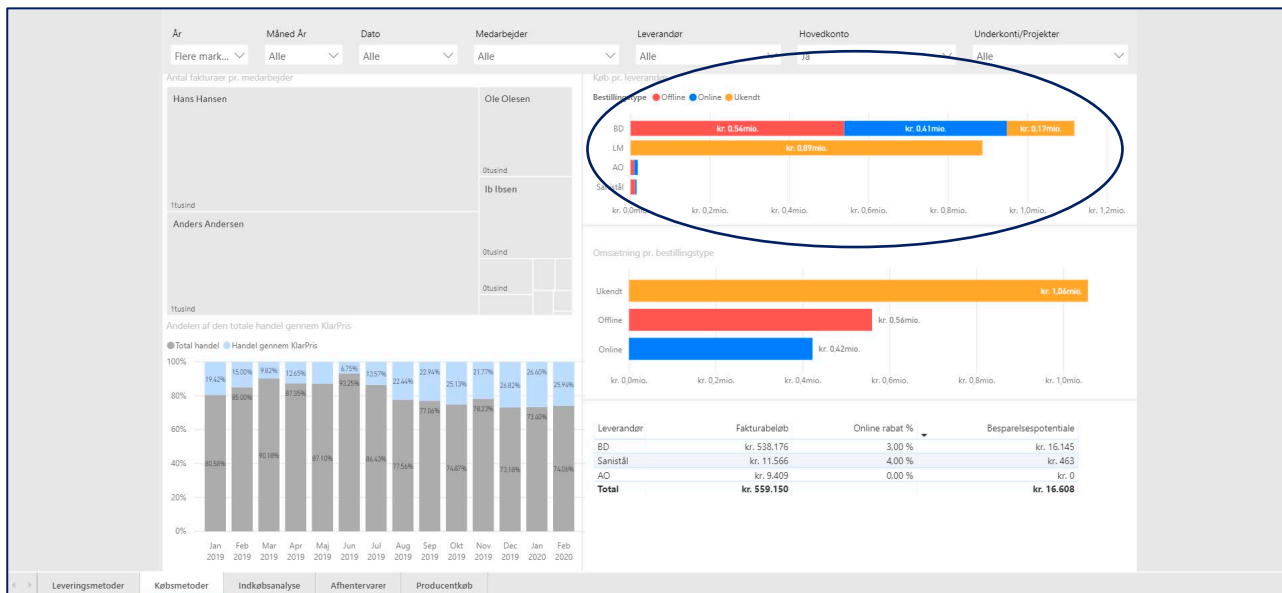 År Måned År Dato Medarbejder Leverandør Hovedkonto Underkonti/Projekter
Flere mark... Alle Alle Alle Alle Ja Alle
Antal fakturaer pr. medarbejder
Hans Hansen
1tusind
Anders Andersen
1tusind
Ole Olesen
0tusind
Ib Ibsen
0tusind
0tusind
Køb pr. leverandør
Bestillingstype Offline Online Ukendt
BD kr. 0,54mio. kr. 0,41mio. kr. 0,17mio.
LM kr. 0,89mio.
AO
Sanistål
kr. 0,0mio. kr. 0,2mio. kr. 0,4mio. kr. 0,6mio. kr. 0,8mio. kr. 1,0mio. kr. 1,2mio.
Omsætning pr. bestillingstype
Ukendt kr. 1,06mio.
Offline kr. 0,56mio.
Online kr. 0,42mio.
kr. 0,0mio. kr. 0,2mio. kr. 0,4mio. kr. 0,6mio. kr. 0,8mio. kr. 1,0mio.
Andelen af den totale handel gennem KlarPris
Total handel Handel gennem KlarPris
100%
80%
60%
40%
20%
0%
19.42% 15.00% 9.82% 12.65% 6.75% 13.57% 22.44% 22.94% 25.13% 21.77% 26.82% 26.60% 25.94%
80.58% 85.00% 90.18% 87.35% 87.10% 93.25% 86.43% 77.56% 77.06% 74.87% 78.23% 73.18% 73.40% 74.06%
Jan Feb Mar Apr Maj Jun Jul Aug Sep Okt Nov Dec Jan Feb
2019 2019 2019 2019 2019 2019 2019 2019 2019 2019 2019 2019 2020 2020
Leverandør Fakturabeløb Online rabat % Besparelsespotentiale
BD kr. 538.176 3,00 % kr. 16.145
Sanistål kr. 11.566 4,00 % kr. 463
AO kr. 9.409 0,00 % kr. 0
Total kr. 559.150 kr. 16.608
Leveringsmetoder Købsmetoder Indkøbsanalyse Afhentervarer Producentkøb